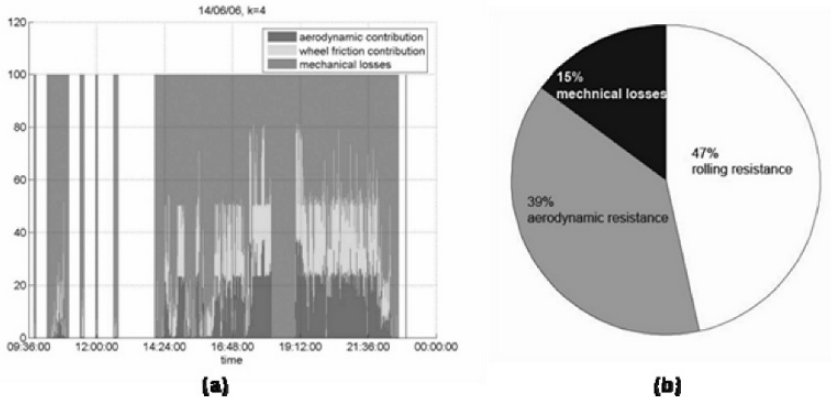 14/06/06, k=4
aerodynamic contribution
wheel friction contribution
mechanical losses
120
100
80
60
40
20
0
09:36:00 12:00:00 14:24:00 16:48:00 19:12:00 21:36:00 00:00:00
time
(a)
15%
mechnical losses
47%
rolling resistance
39%
aerodynamic resistance
(b)